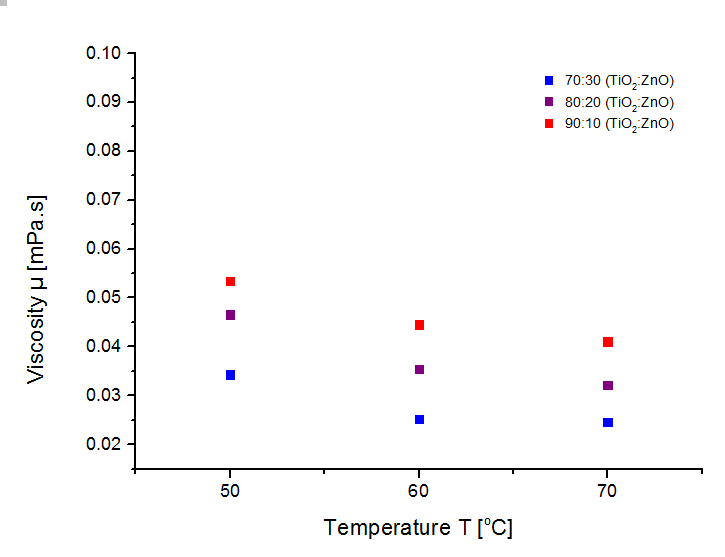 0.10
0.09
0.08
0.07
0.06
0.05
0.04
0.03
0.02
Viscosity μ [mPa.s]
70:30 (TiO₂:ZnO)
80:20 (TiO₂:ZnO)
90:10 (TiO₂:ZnO)
50 60 70
Temperature T [°C]